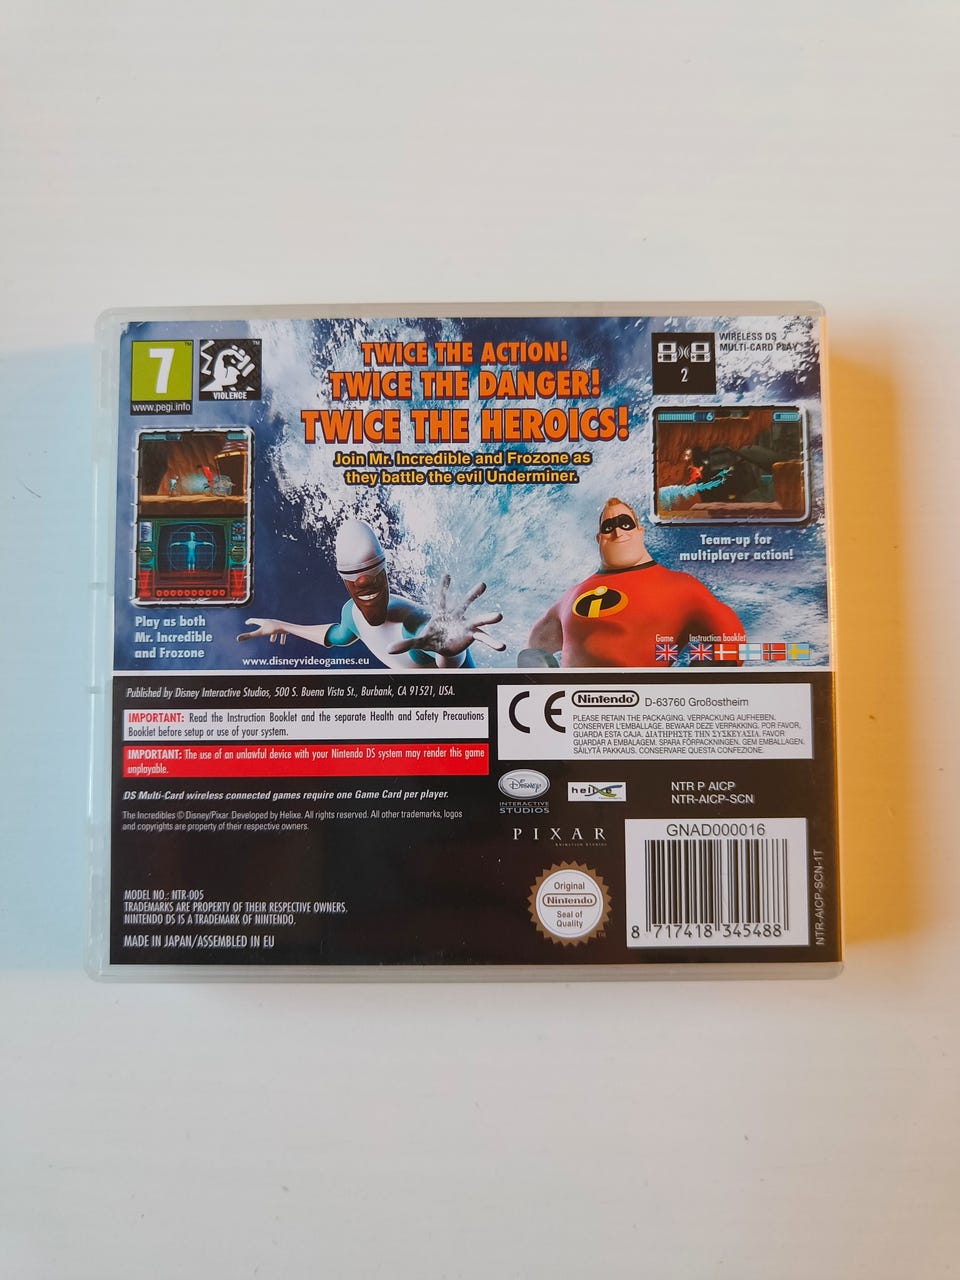 7
™
www.pegi.info
VIOLENCE
™
TWICE THE ACTION!
TWICE THE DANGER!
TWICE THE HEROICS!
Join Mr. Incredible and Frozone as
they battle the evil Underminer.
2
WIRELESS DS
MULTI-CARD PLAY
6
Team-up for
multiplayer action!
Play as both
Mr. Incredible
and Frozone
www.disneyvideogames.eu
i
Game
Instruction booklet
Published by Disney Interactive Studios, 500 S. Buena Vista St., Burbank, CA 91521, USA.
IMPORTANT: Read the Instruction Booklet and the separate Health and Safety Precautions
Booklet before setup or use of your system.
IMPORTANT: The use of an unlawful device with your Nintendo DS system may render this game
unplayable.
DS Multi-Card wireless connected games require one Game Card per player.
The Incredibles © Disney/Pixar. Developed by Helixe. All rights reserved. All other trademarks, logos
and copyrights are property of their respective owners.
MODEL NO.: NTR-005
TRADEMARKS ARE PROPERTY OF THEIR RESPECTIVE OWNERS.
NINTENDO DS IS A TRADEMARK OF NINTENDO.
MADE IN JAPAN/ASSEMBLED IN EU
CE
Nintendo® D-63760 Großostheim
PLEASE RETAIN THE PACKAGING. VERPACKUNG AUFHEBEN.
CONSERVER L'EMBALLAGE. BEWAAR DEZE VERPAKKING. POR FAVOR,
GUARDA ESTA CAJA. ΔΙΑΤΗΡΗΣΤΕ ΤΗΝ ΣΥΣΚΕΥΑΣΙΑ. FAVOR
GUARDAR A EMBALAGEM. SPARA FÖRPACKNINGEN. GEM EMBALLAGEN.
SÄILYTÄ PAKKAUS. CONSERVARE QUESTA CONFEZIONE.
Disney
INTERACTIVE
STUDIOS
helixe
NTR P AICP
NTR-AICP-SCN
PIXAR
ANIMATION STUDIOS
Original
Nintendo
Seal of
Quality
TM
GNAD000016
8 717418 345488
NTR-AICP-SCN-1T